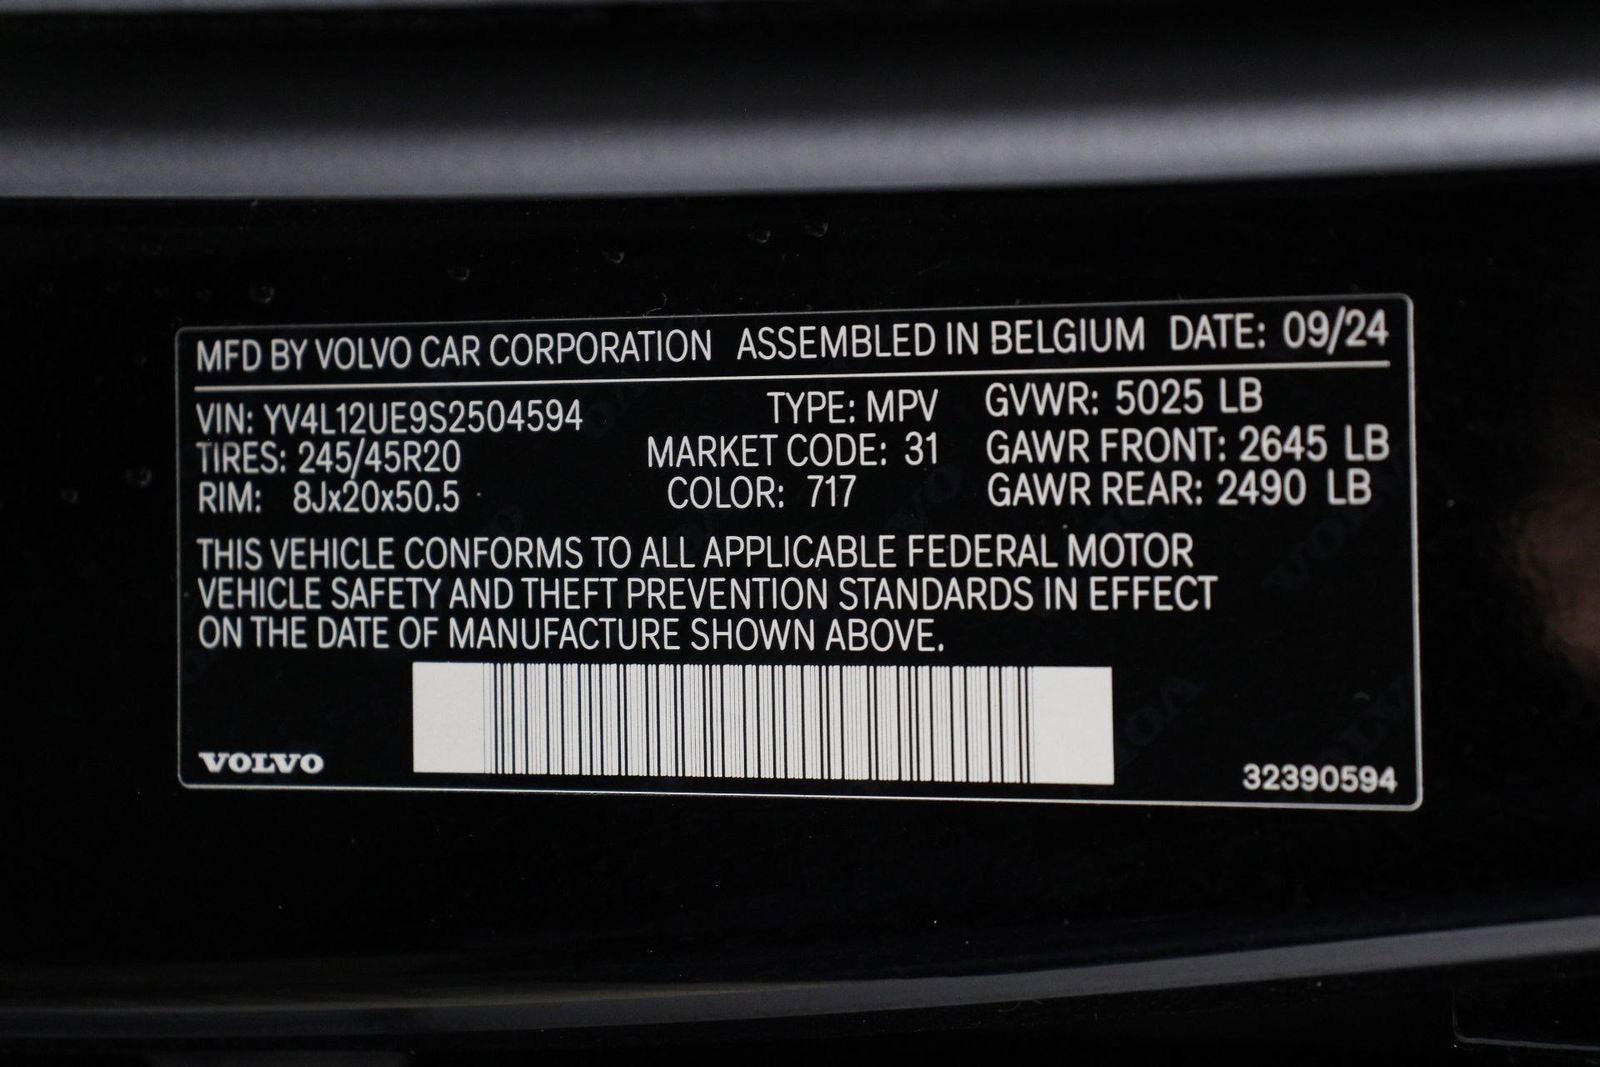 MFD BY VOLVO CAR CORPORATION ASSEMBLED IN BELGIUM DATE: 09/24
VIN: YV4L12UE9S2504594 TYPE: MPV GVWR: 5025 LB
TIRES: 245/45R20 MARKET CODE: 31 GAWR FRONT: 2645 LB
RIM: 8Jx20x50.5 COLOR: 717 GAWR REAR: 2490 LB
THIS VEHICLE CONFORMS TO ALL APPLICABLE FEDERAL MOTOR
VEHICLE SAFETY AND THEFT PREVENTION STANDARDS IN EFFECT
ON THE DATE OF MANUFACTURE SHOWN ABOVE.
VOLVO 32390594